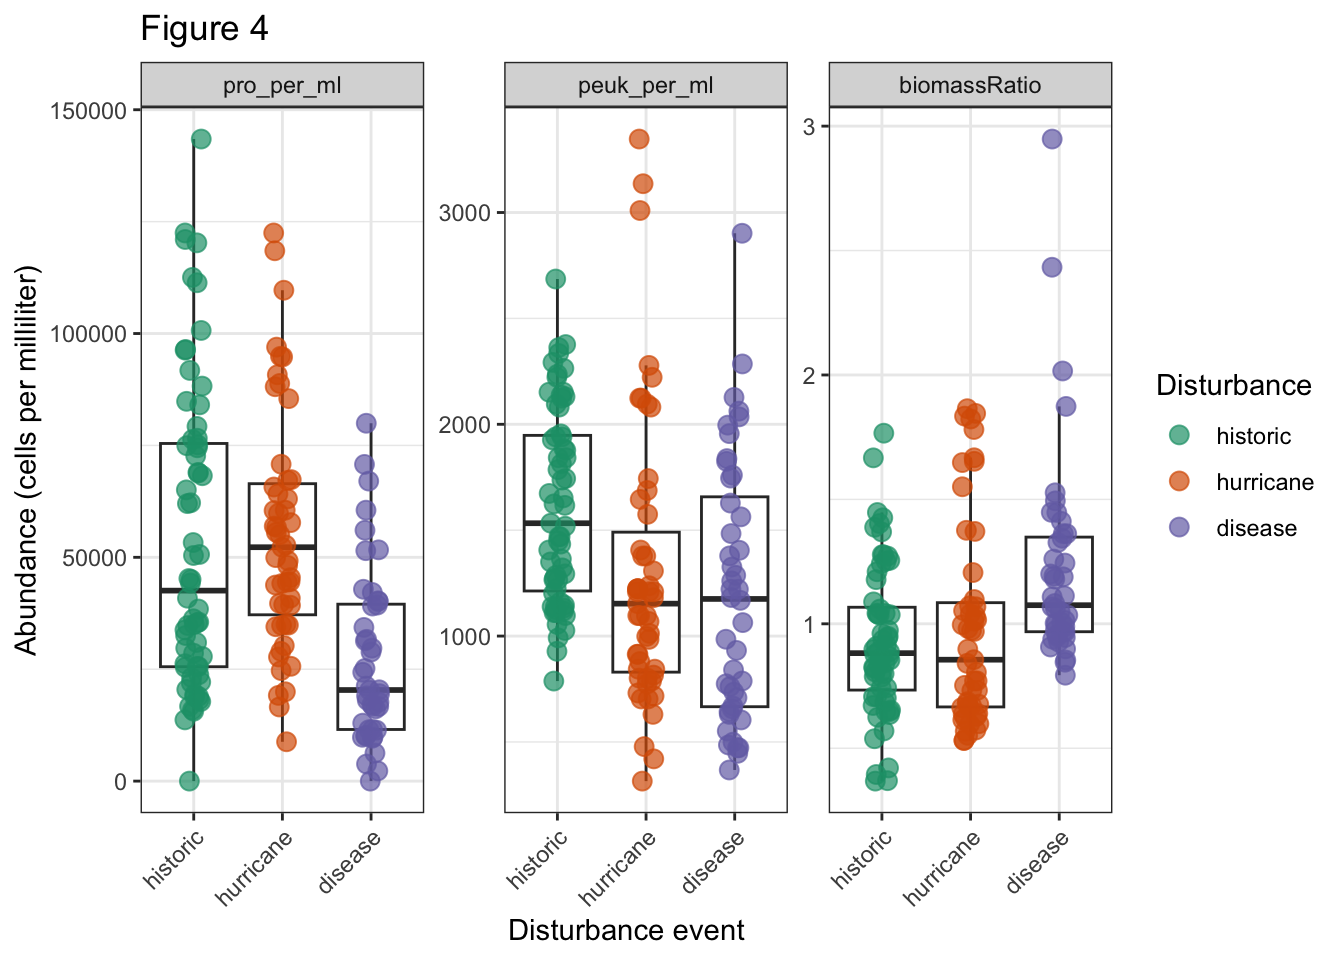 Figure 4
pro_per_ml
peuk_per_ml
biomassRatio
Abundance (cells per milliliter)
150000
100000
50000
0
3000
2000
1000
3
2
1
historic
hurricane
disease
historic
hurricane
disease
historic
hurricane
disease
Disturbance event
Disturbance
historic
hurricane
disease